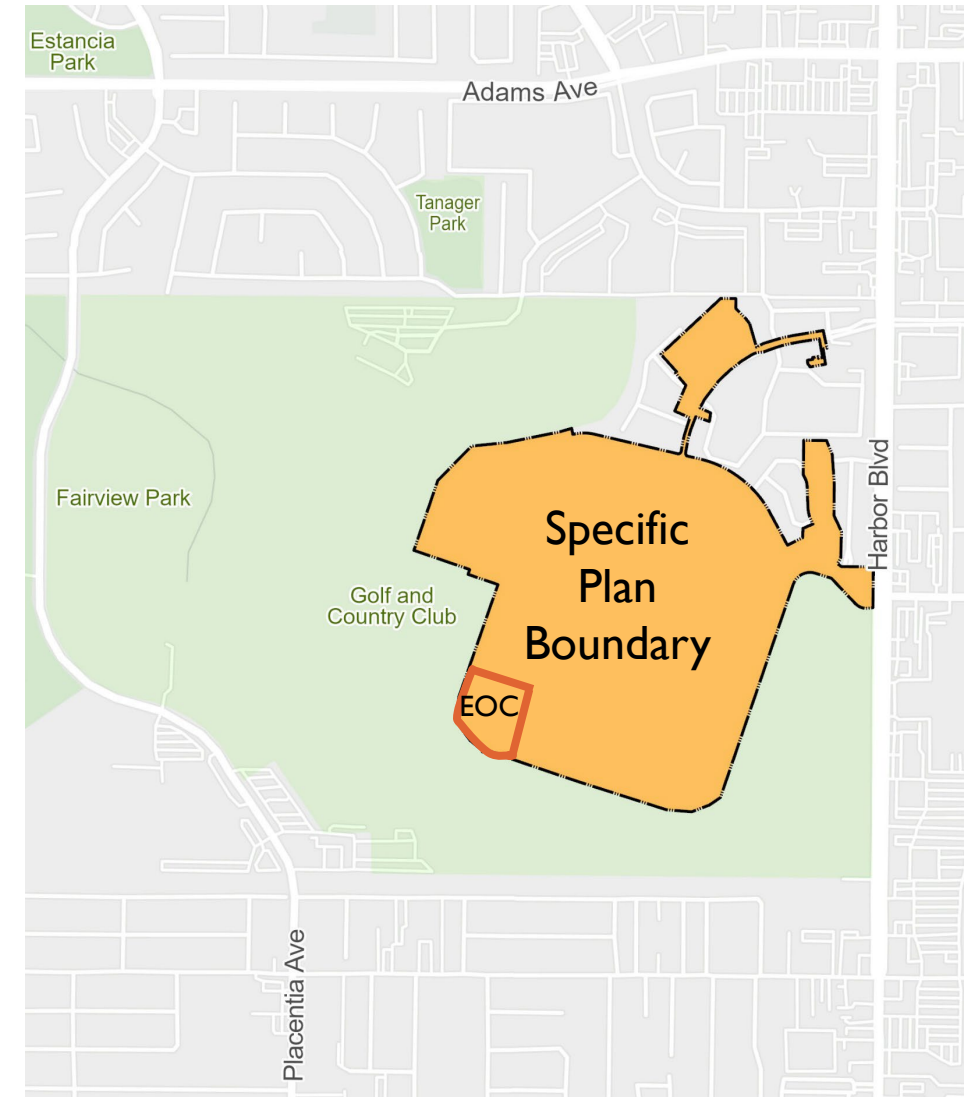 Estancia
Park
Adams Ave
Tanager
Park
Harbor Blvd
Fairview Park
Specific
Plan
Boundary
Golf and
Country Club
EOC
Placentia Ave